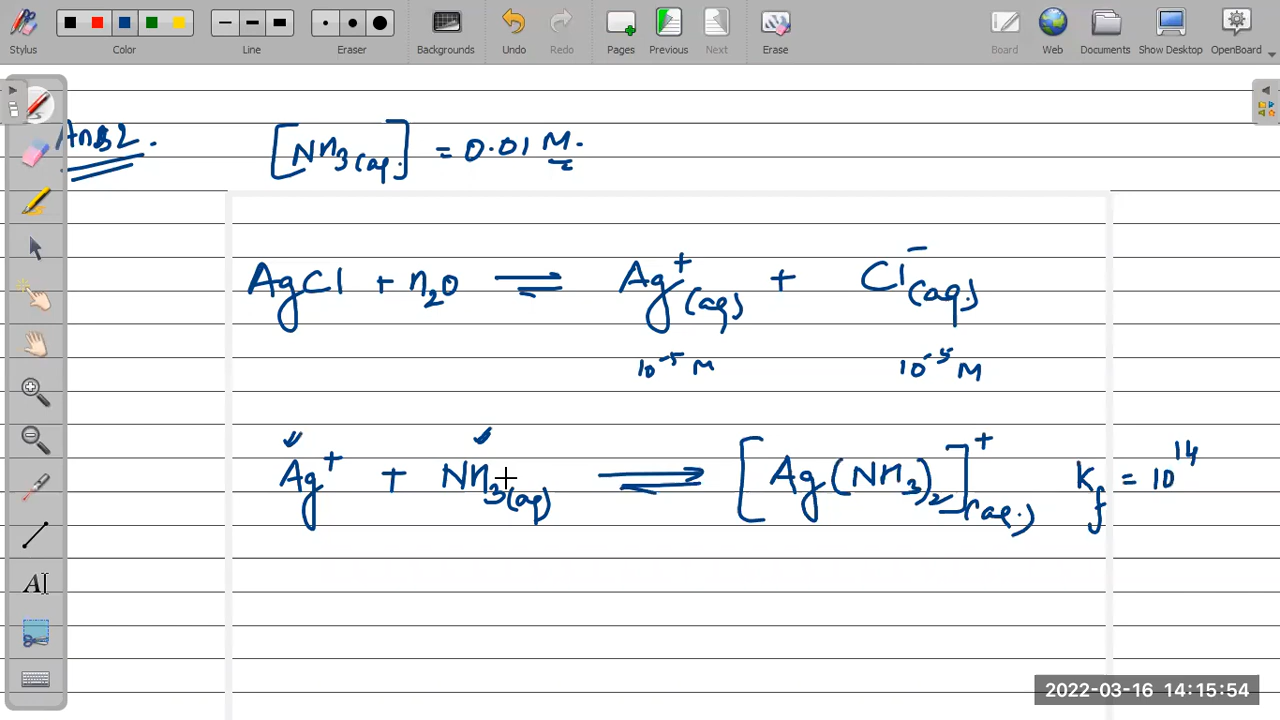 Stylus Color Line Eraser Backgrounds Undo Redo Pages Previous Next Erase Board Web Documents Show Desktop OpenBoard
Ans 2.
[NH3(aq.)] = 0.01 M.
AgCl + H2O ⇌ Ag+(aq) + Cl-(aq.)
10-5 M 10-5 M
Ag+ + NH3(aq) ⇌ [Ag(NH3)2]+(aq.) Kf = 10^14
A
2022-03-16 14:15:54